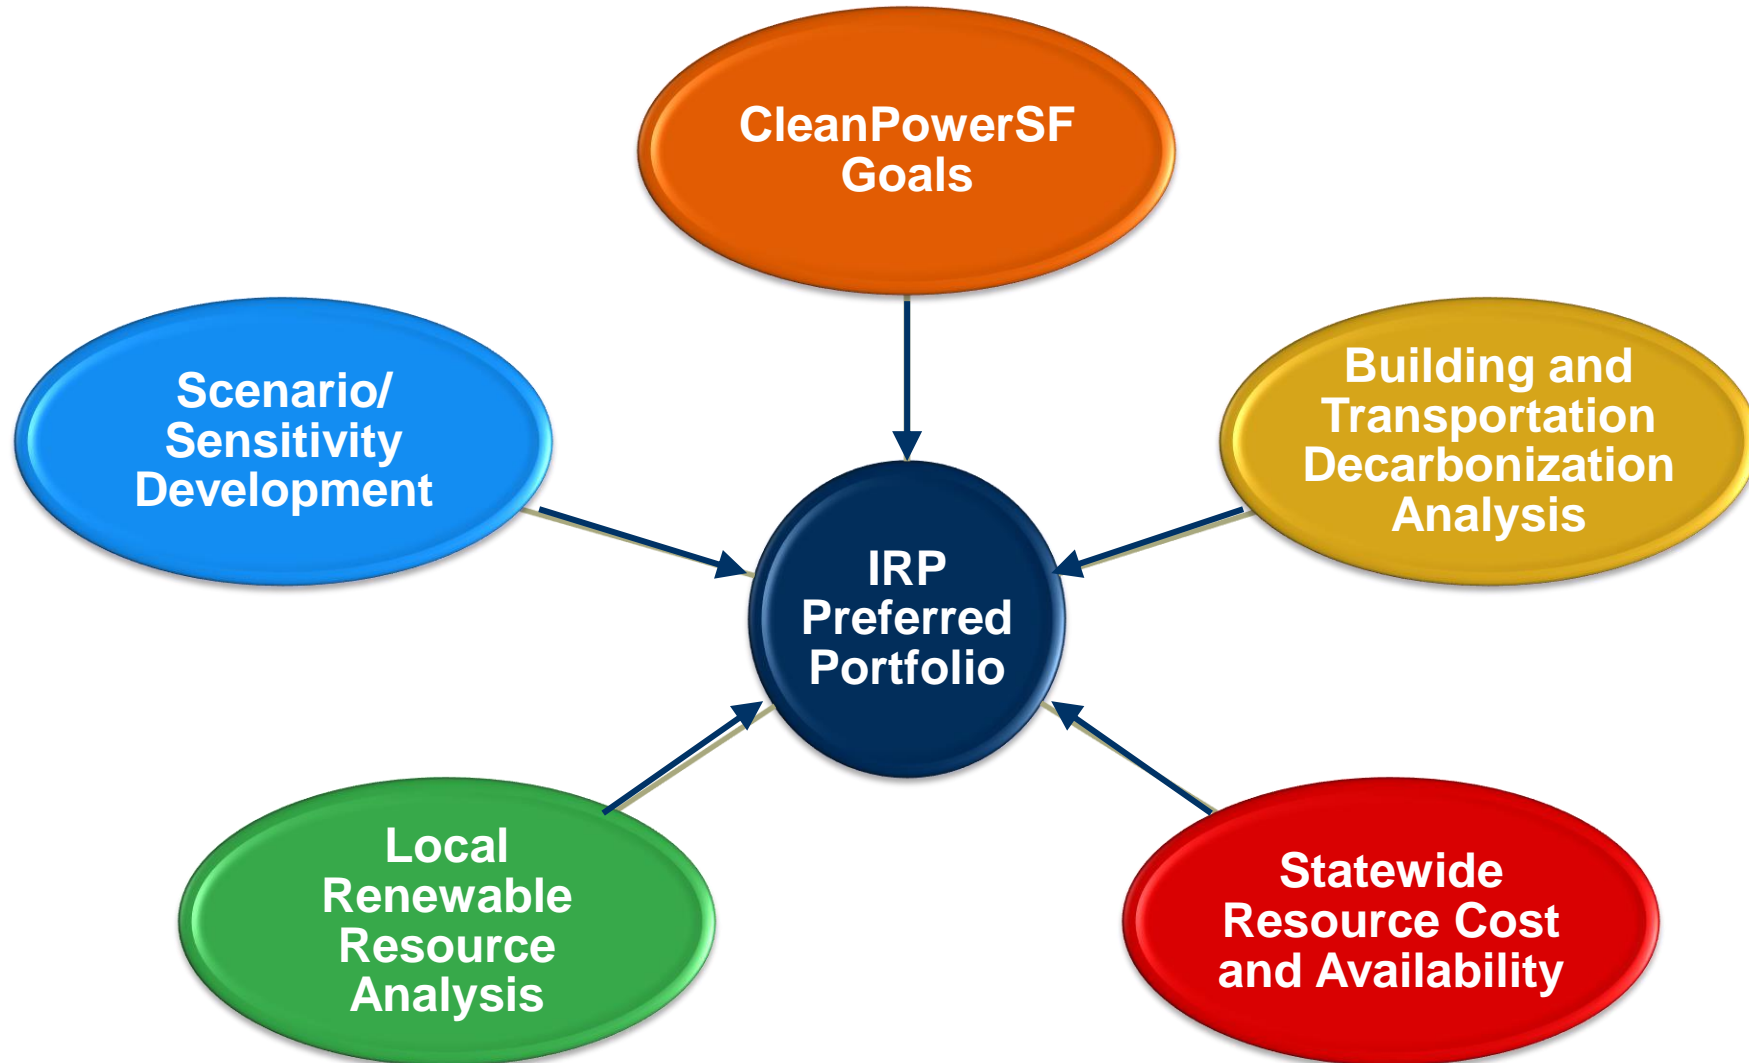 CleanPowerSF
Goals
Scenario/
Sensitivity
Development
Building and
Transportation
Decarbonization
Analysis
IRP
Preferred
Portfolio
Local
Renewable
Resource
Analysis
Statewide
Resource Cost
and Availability